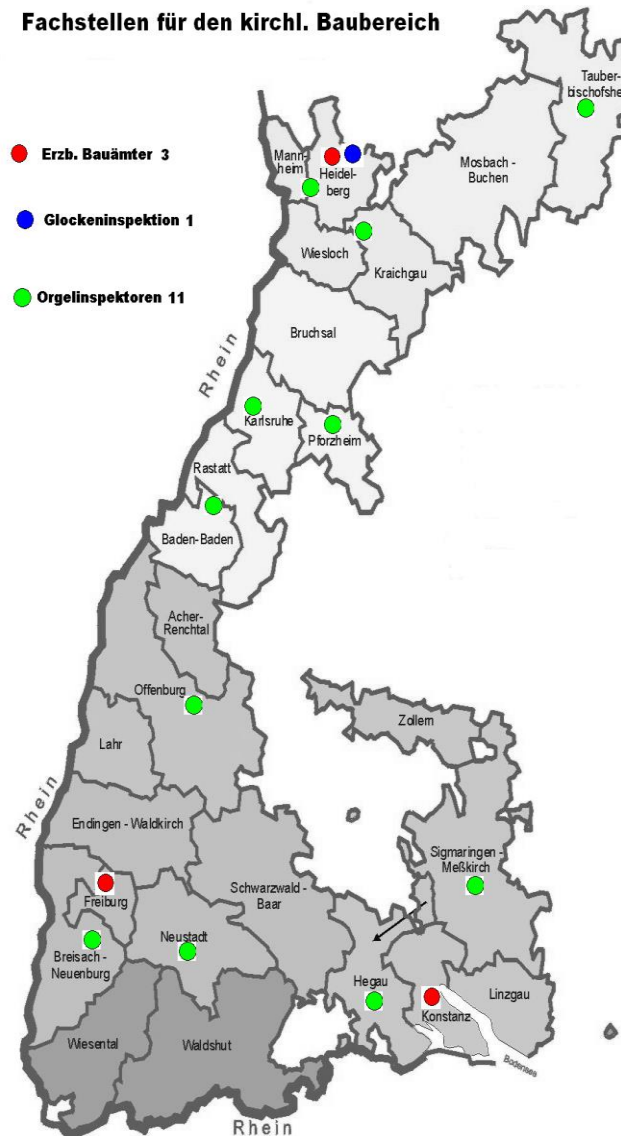 Fachstellen für den kirchl. Baubereich
Erzb. Bauämter 3
Glockeninspektion 1
Orgelinspektoren 11
Tauber-
bischofshe
Mann-
heim
Heidel-
berg
Mosbach -
Buchen
Wiesloch
Kraichgau
Bruchsal
Rhein
Karlsruhe
Pforzheim
Rastatt
Baden-Baden
Acher-
Renchtal
Offenburg
Zollern
Lahr
Rhein
Endingen - Waldkirch
Sigmaringen -
Meßkirch
Schwarzwald -
Baar
Freiburg
Neustadt
Breisach -
Neuenburg
Hegau
Linzgau
Konstanz
Wiesental
Waldshut
Bodensee
Rhein